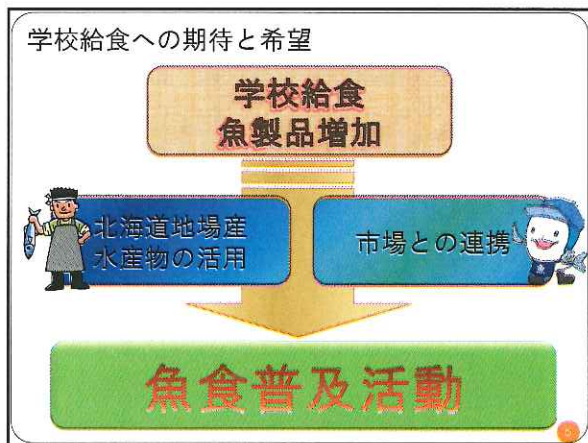 学校給食への期待と希望
学校給食
魚製品増加
北海道地場産
水産物の活用
市場との連携
魚食普及活動
5